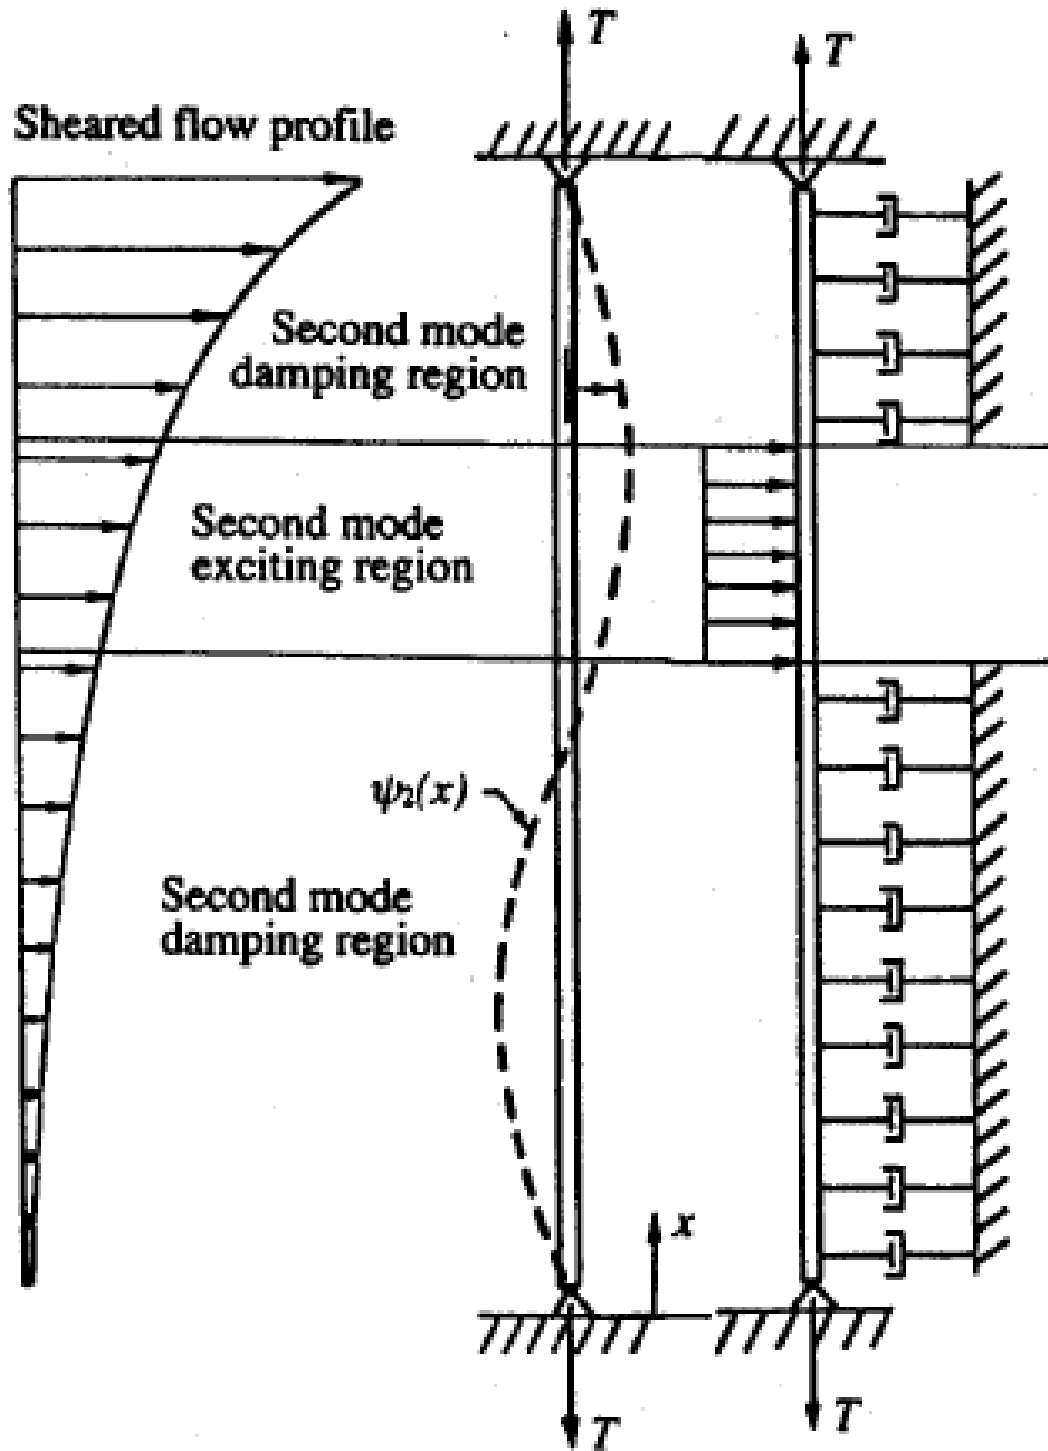 T
T
Sheared flow profile
Second mode
damping region
Second mode
exciting region
ψ₂(x)
Second mode
damping region
x
T
T